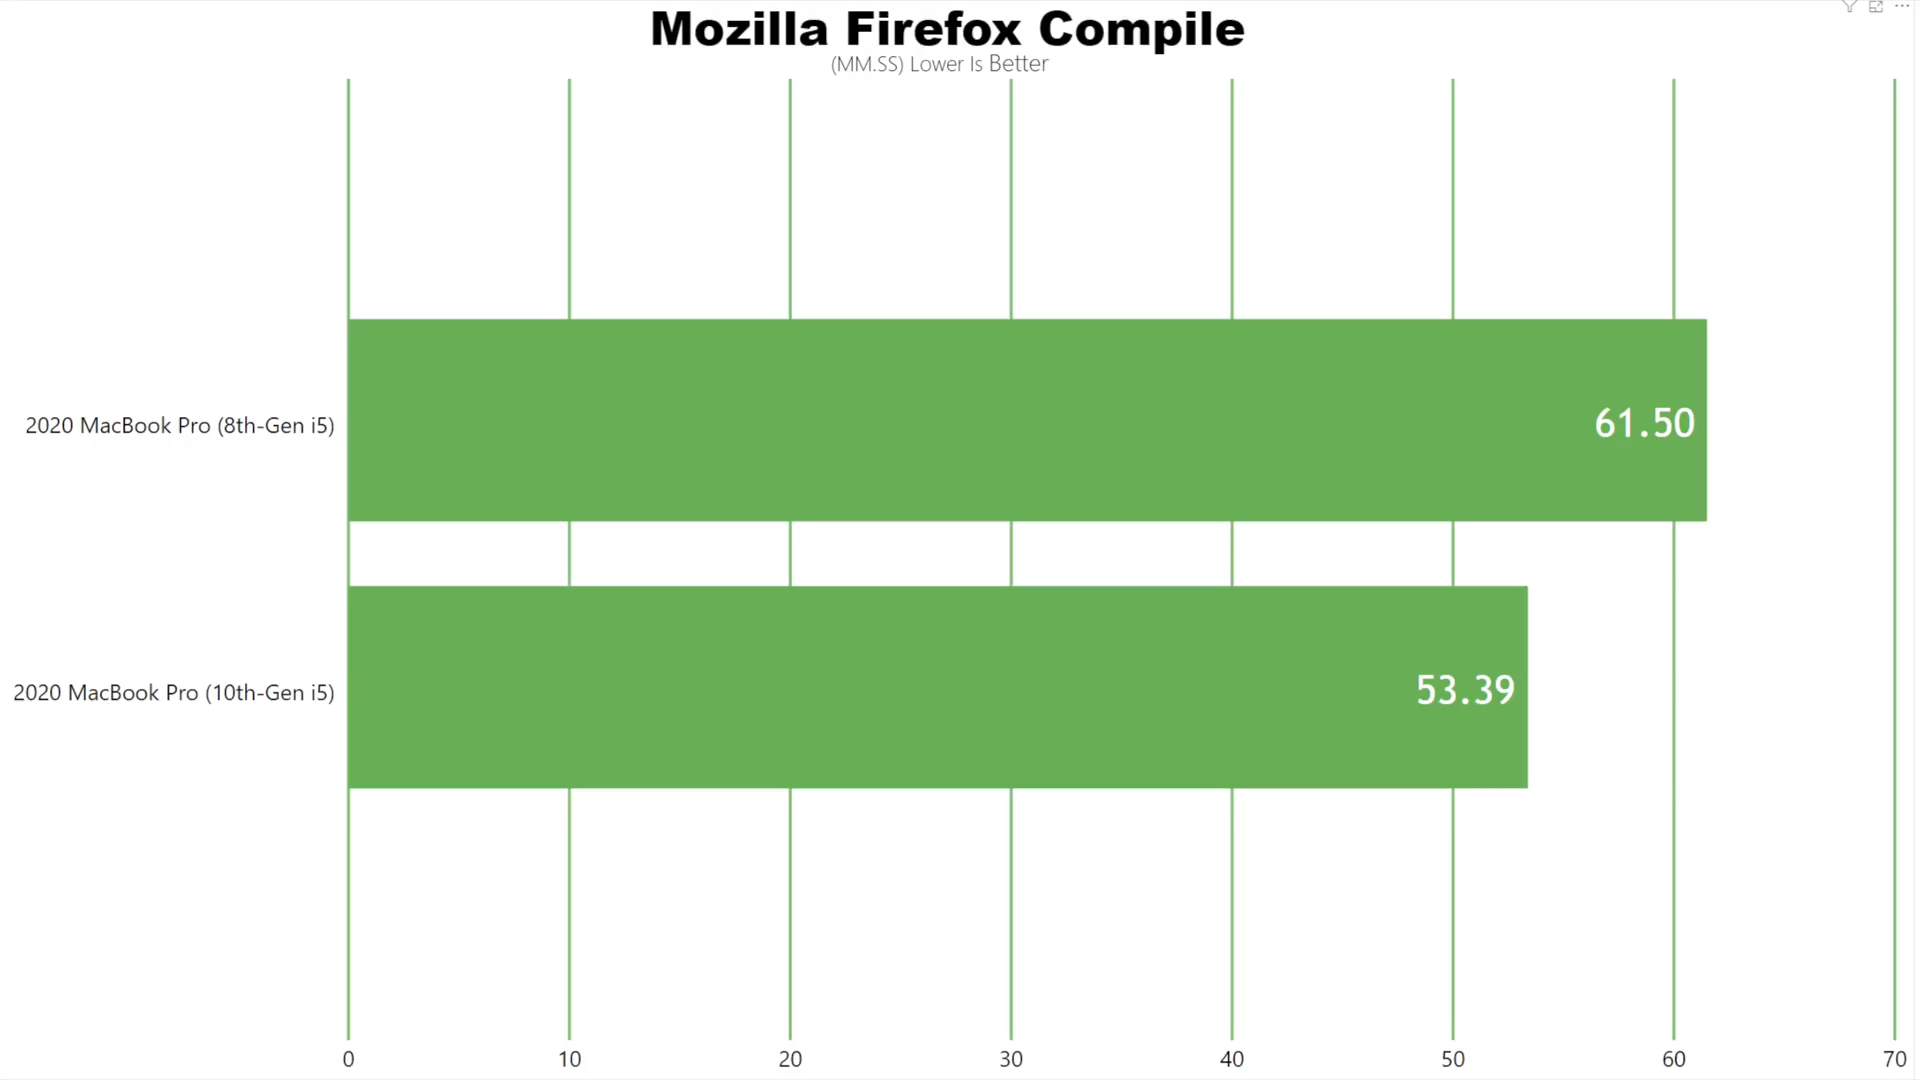 Mozilla Firefox Compile
(MM.SS) Lower Is Better
2020 MacBook Pro (8th-Gen i5)
61.50
2020 MacBook Pro (10th-Gen i5)
53.39
0 10 20 30 40 50 60 70